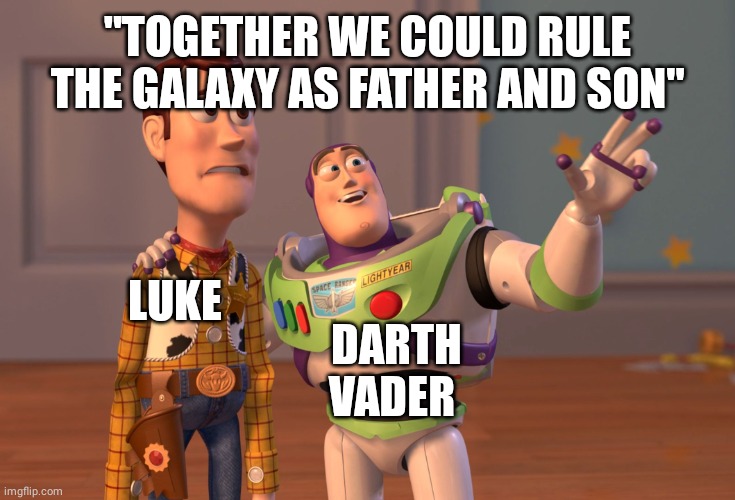 "TOGETHER WE COULD RULE
THE GALAXY AS FATHER AND SON"
LUKE
SPACE RANGER
LIGHTYEAR
DARTH
VADER
imgflip.com